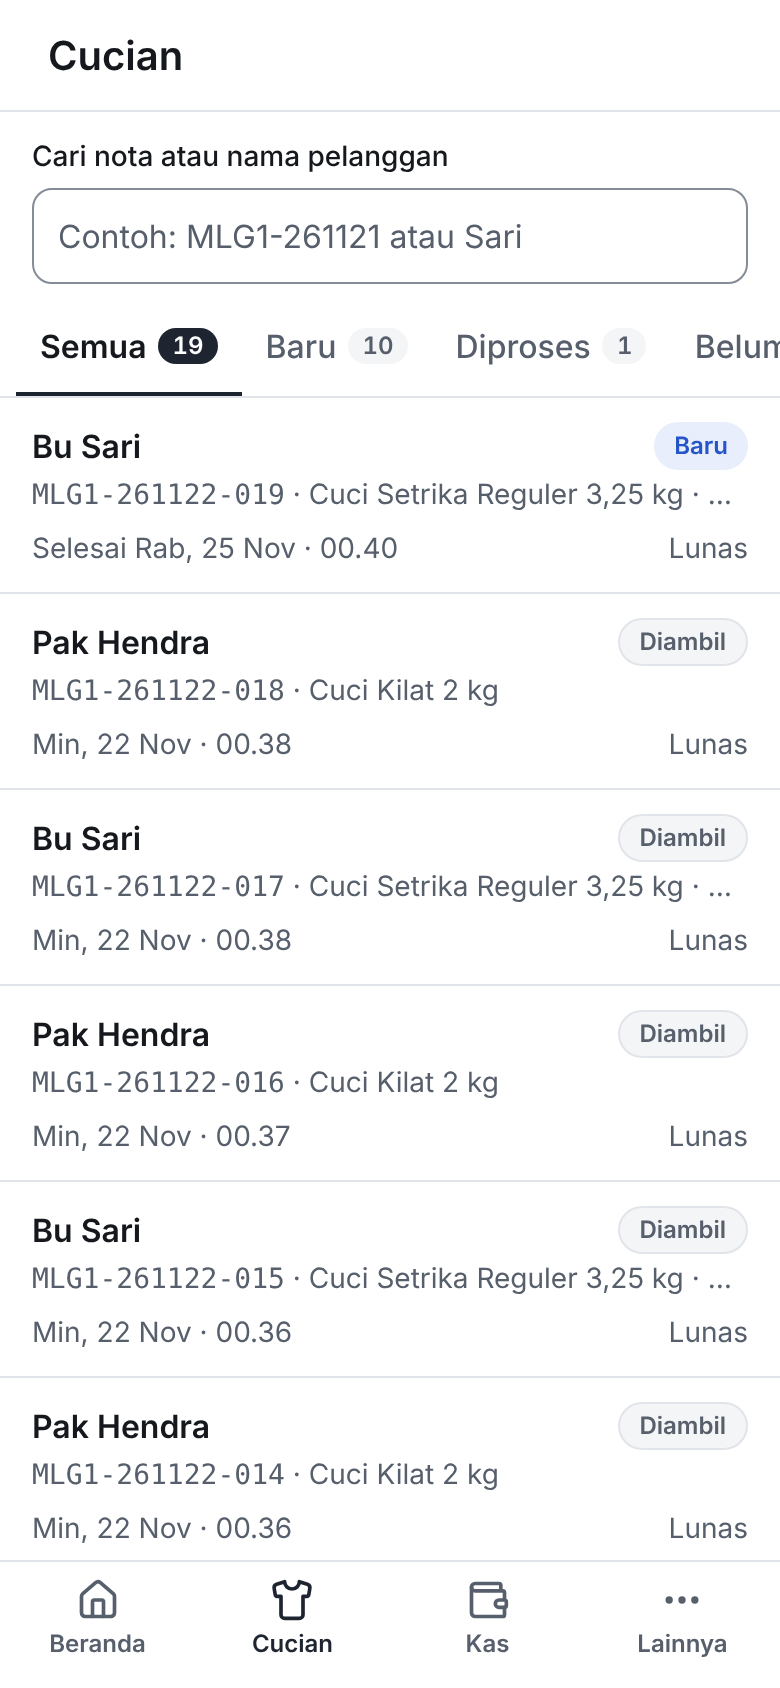 Cucian
Cari nota atau nama pelanggan
Contoh: MLG1-261121 atau Sari
Semua 19 Baru 10 Diproses 1 Belum
Bu Sari Baru
MLG1-261122-019 · Cuci Setrika Reguler 3,25 kg · ...
Selesai Rab, 25 Nov · 00.40 Lunas
Pak Hendra Diambil
MLG1-261122-018 · Cuci Kilat 2 kg
Min, 22 Nov · 00.38 Lunas
Bu Sari Diambil
MLG1-261122-017 · Cuci Setrika Reguler 3,25 kg · ...
Min, 22 Nov · 00.38 Lunas
Pak Hendra Diambil
MLG1-261122-016 · Cuci Kilat 2 kg
Min, 22 Nov · 00.37 Lunas
Bu Sari Diambil
MLG1-261122-015 · Cuci Setrika Reguler 3,25 kg · ...
Min, 22 Nov · 00.36 Lunas
Pak Hendra Diambil
MLG1-261122-014 · Cuci Kilat 2 kg
Min, 22 Nov · 00.36 Lunas
Beranda Cucian Kas Lainnya